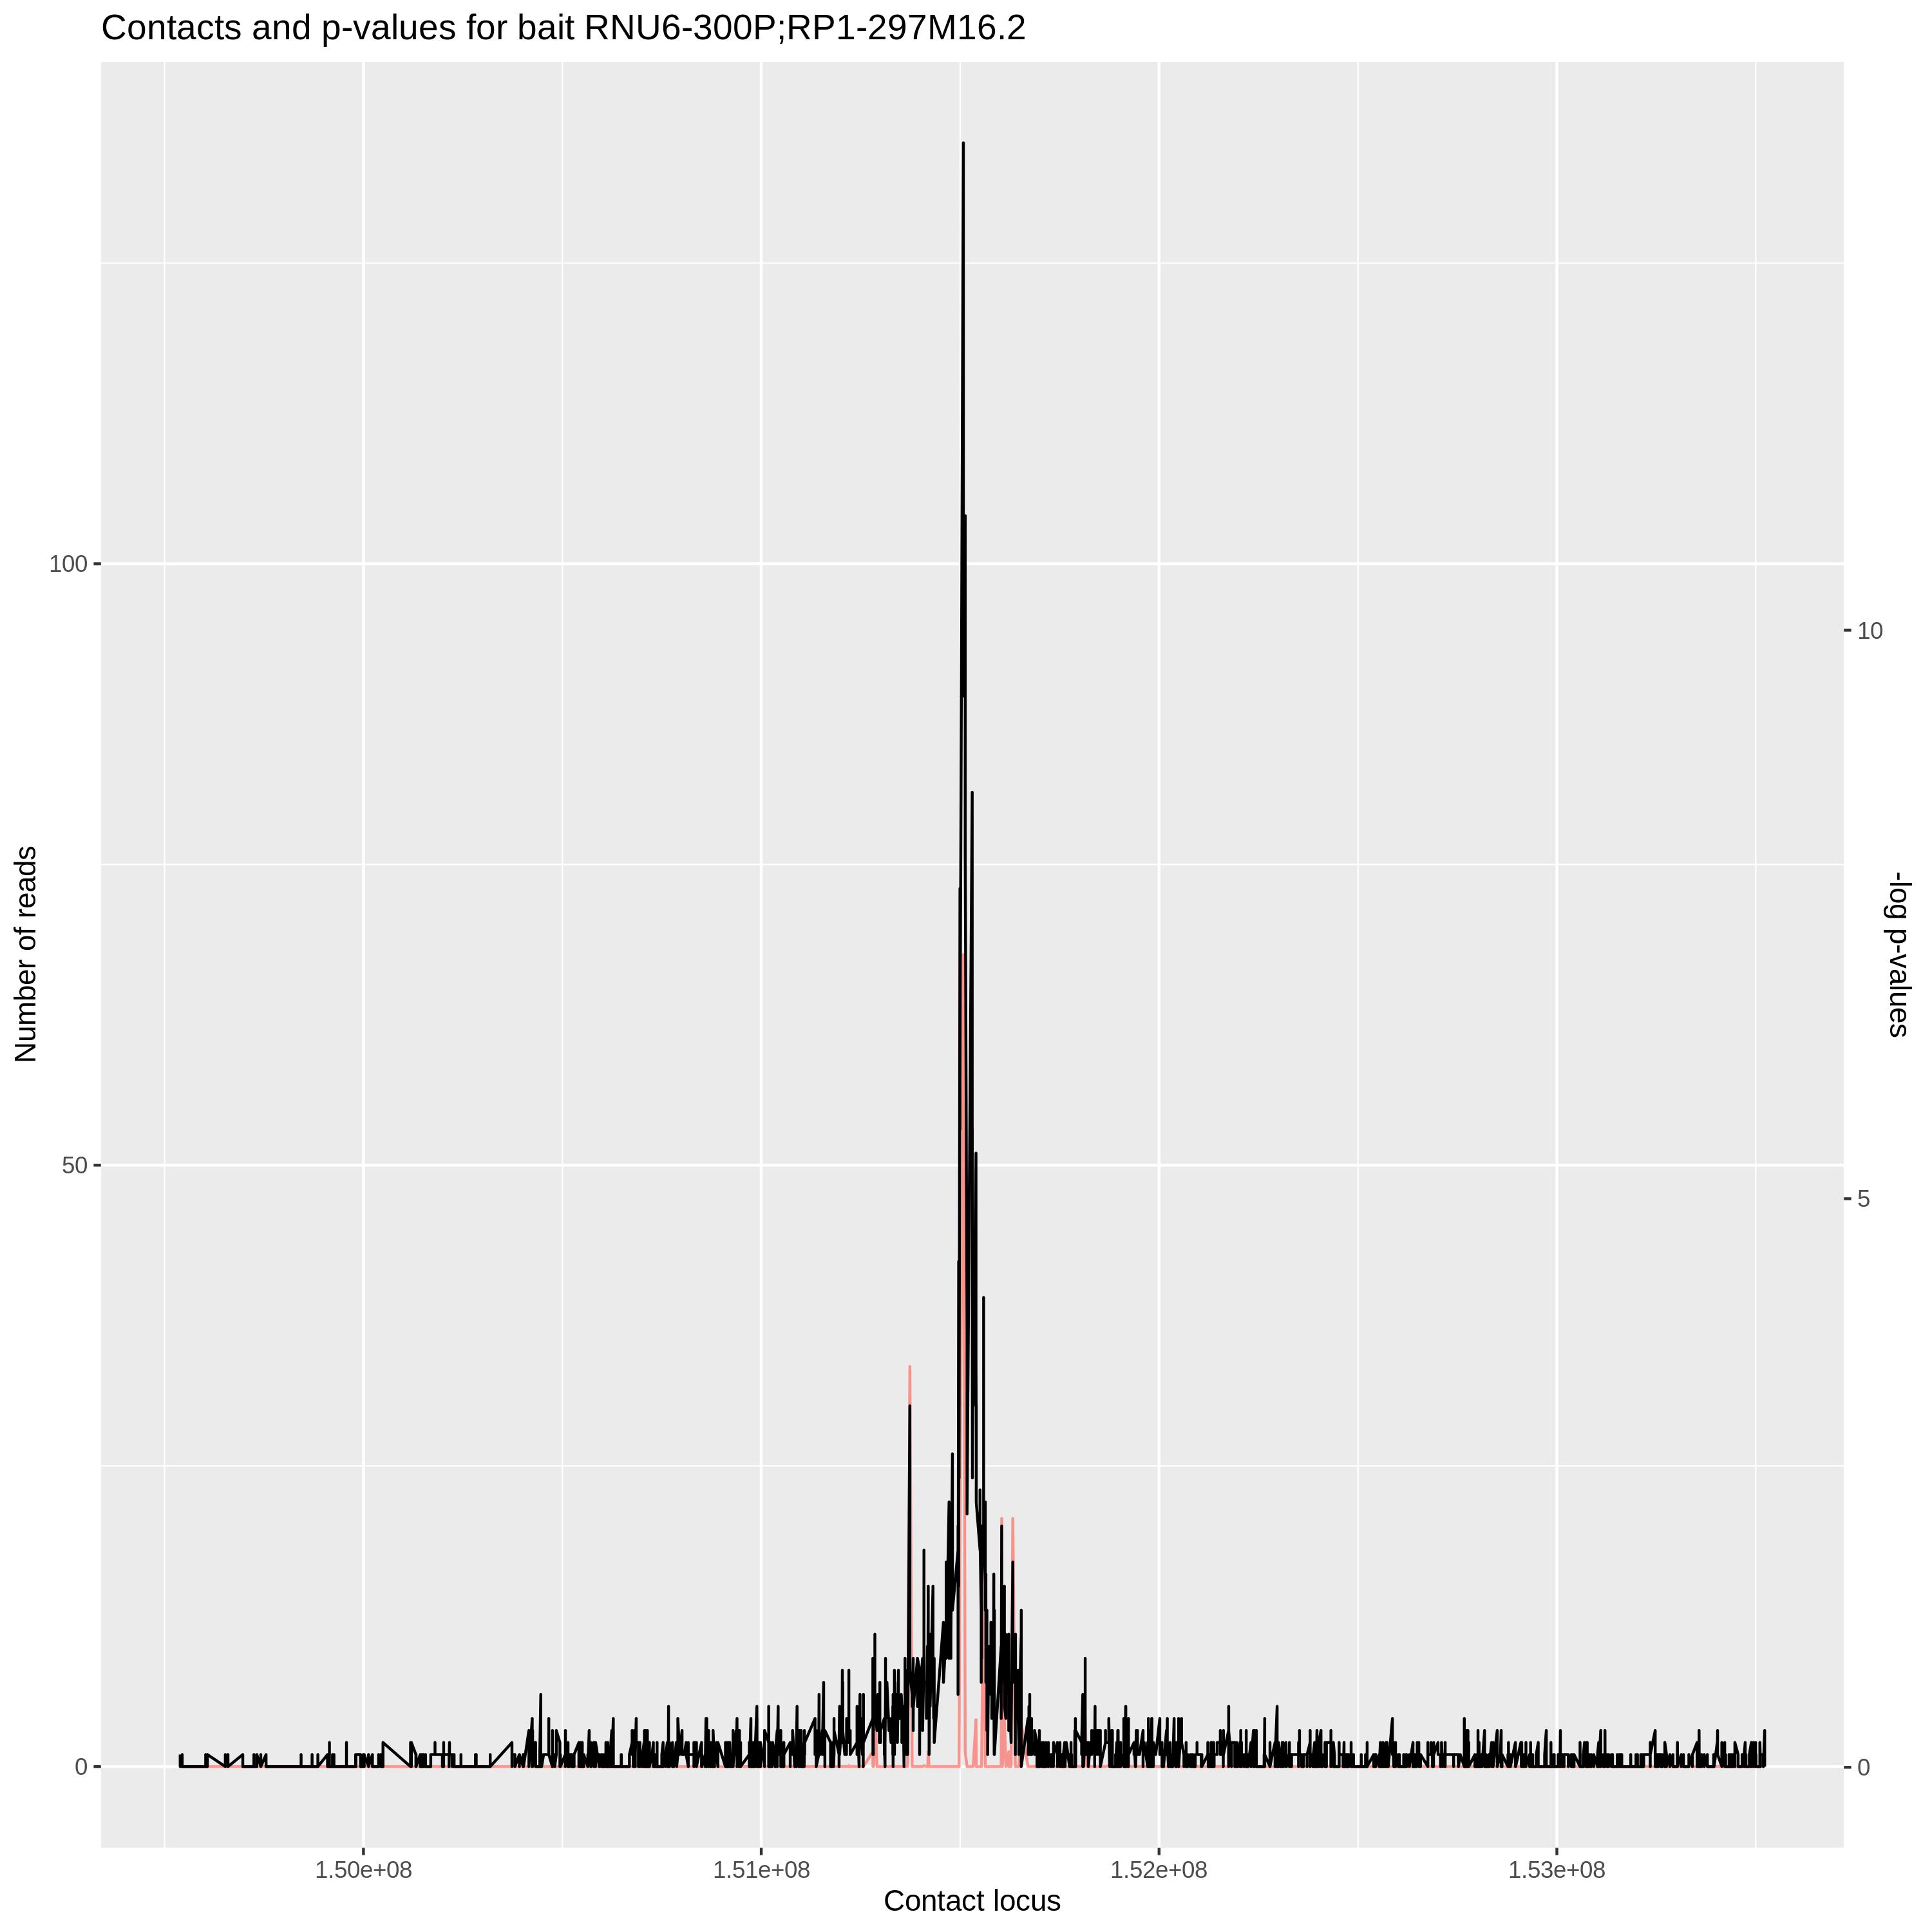 Contacts and p-values for bait RNU6-300P;RP1-297M16.2
Number of reads
100
50
0
10
5
0
-log p-values
1.50e+08
1.51e+08
1.52e+08
1.53e+08
Contact locus